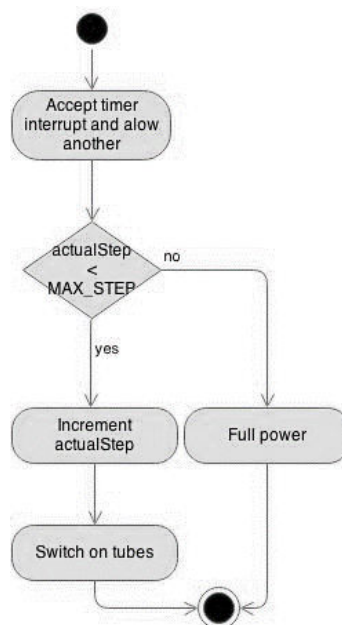 Accept timer
interrupt and alow
another
actualStep
<
MAX_STEP
no
yes
Increment
actualStep
Full power
Switch on tubes